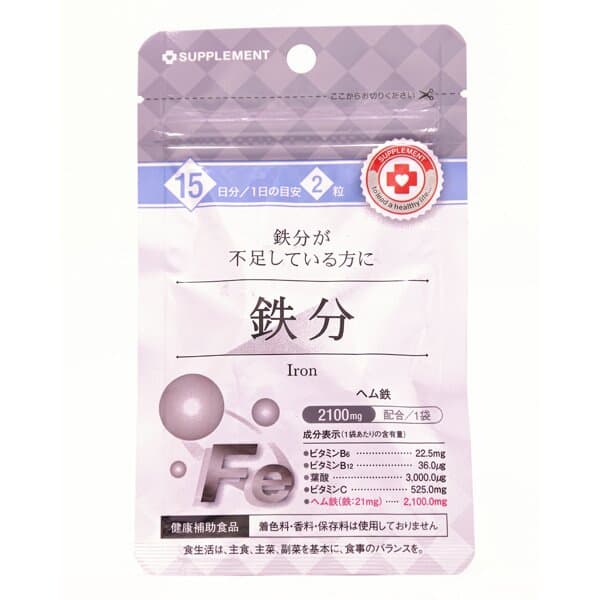 SUPPLEMENT
ここからお切りください
SUPPLEMENT
to lead a healthy life...
15日分/1日の目安2粒
鉄分が
不足している方に
鉄分
Iron
ヘム鉄
2100mg 配合/1袋
成分表示(1袋あたりの含有量)
●ビタミンB6 ………………… 22.5mg
●ビタミンB12 ………………… 36.0μg
●葉酸 ………………… 3,000.0μg
●ビタミンC ………………… 525.0mg
●ヘム鉄(鉄:21mg) …… 2,100.0mg
Fe
健康補助食品 着色料・香料・保存料は使用しておりません
食生活は、主食、主菜、副菜を基本に、食事のバランスを。